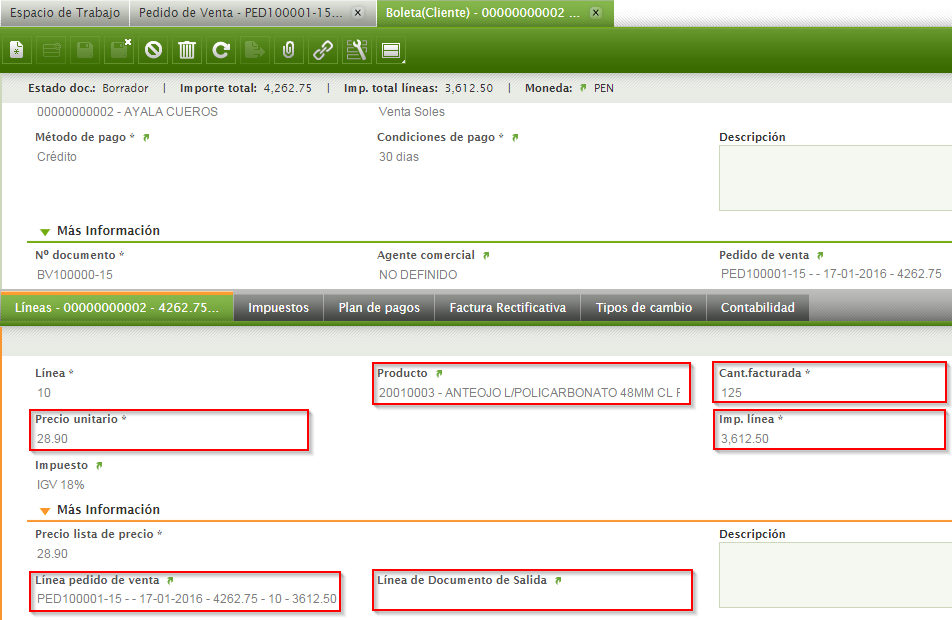 Espacio de Trabajo Pedido de Venta - PED100001-15... x Boleta(Cliente) - 00000000002 ... x
Estado doc.: Borrador | Importe total: 4,262.75 | Imp. total líneas: 3,612.50 | Moneda: PEN
00000000002 - AYALA CUEROS Venta Soles
Método de pago * Condiciones de pago * Descripción
Crédito 30 dias
Más Información
Nº documento * Agente comercial Pedido de venta
BV100000-15 NO DEFINIDO PED100001-15 - - 17-01-2016 - 4262.75
Líneas - 00000000002 - 4262.75... Impuestos Plan de pagos Factura Rectificativa Tipos de cambio Contabilidad
Línea * Producto Cant.facturada *
10 20010003 - ANTEOJO L/POLICARBONATO 48MM CL 125
Precio unitario * Imp. línea *
28.90 3,612.50
Impuesto
IGV 18%
Más Información
Precio lista de precio * Descripción
28.90
Línea pedido de venta Línea de Documento de Salida
PED100001-15 - - 17-01-2016 - 4262.75 - 10 - 3612.50